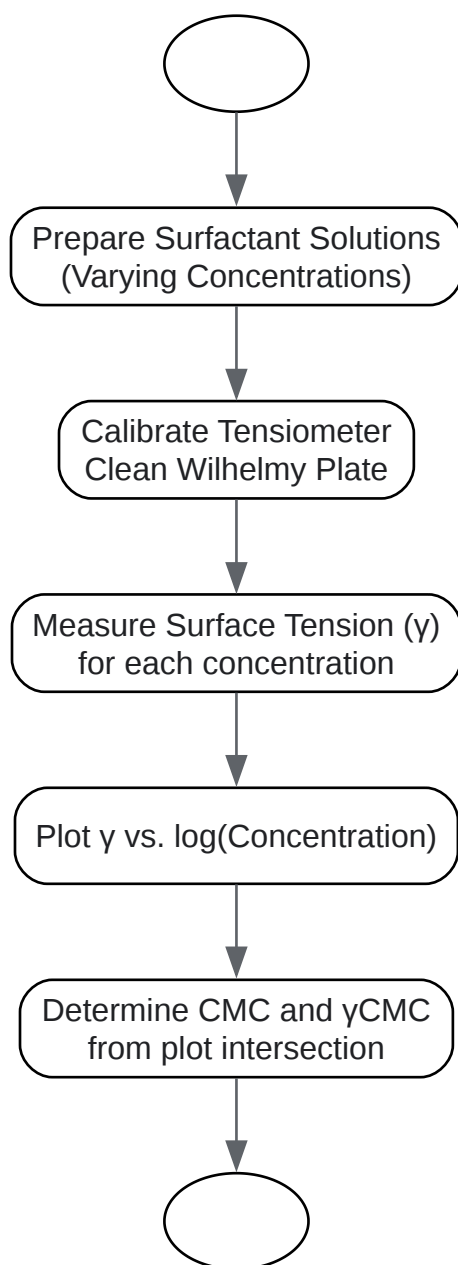 Prepare Surfactant Solutions
(Varying Concentrations)
Calibrate Tensiometer
Clean Wilhelmy Plate
Measure Surface Tension (γ)
for each concentration
Plot γ vs. log(Concentration)
Determine CMC and γCMC
from plot intersection